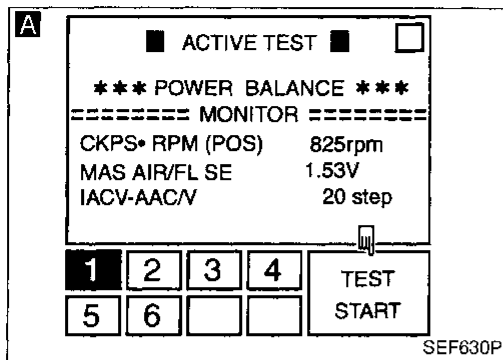 A
ACTIVE TEST
*** POWER BALANCE ***
======== MONITOR ========
CKPS• RPM (POS) 825rpm
MAS AIR/FL SE 1.53V
IACV-AAC/V 20 step
1 2 3 4 TEST
5 6 START
SEF630P